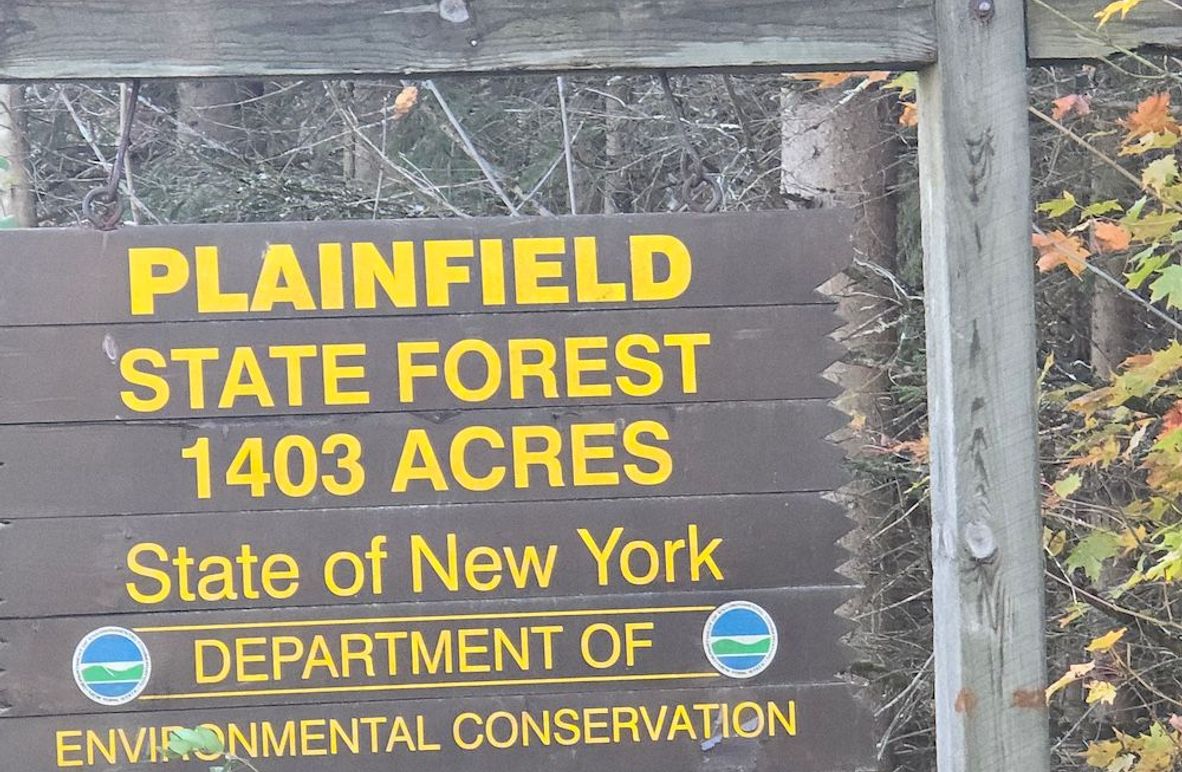 PLAINFIELD
STATE FOREST
1403 ACRES
State of New York
DEPARTMENT OF
ENVIRONMENTAL CONSERVATION